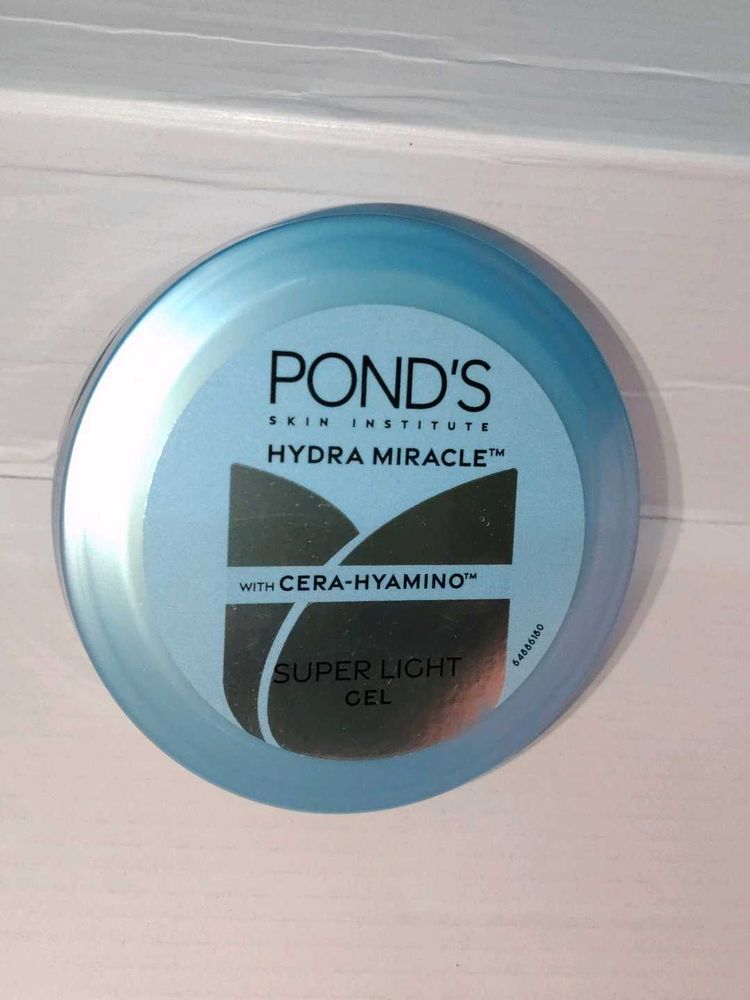 POND'S
SKIN INSTITUTE
HYDRA MIRACLE™
WITH CERA-HYAMINO™
SUPER LIGHT
GEL
64886180